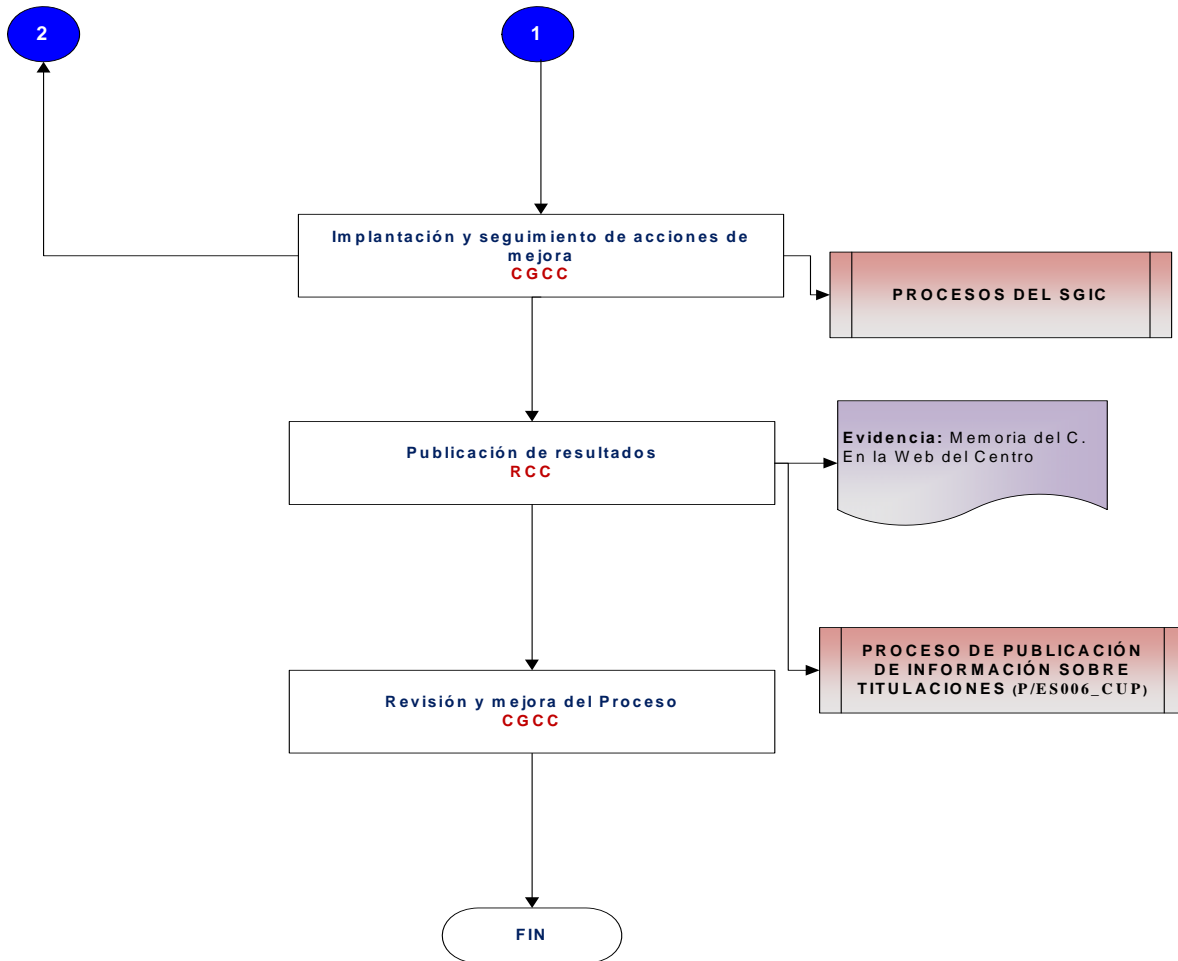 2
1
Implantación y seguimiento de acciones de
mejora
CGCC
PROCESOS DEL SGIC
Publicación de resultados
RCC
Evidencia: Memoria del C.
En la Web del Centro
PROCESO DE PUBLICACIÓN
DE INFORMACIÓN SOBRE
TITULACIONES (P/ES006_CUP)
Revisión y mejora del Proceso
CGCC
FIN